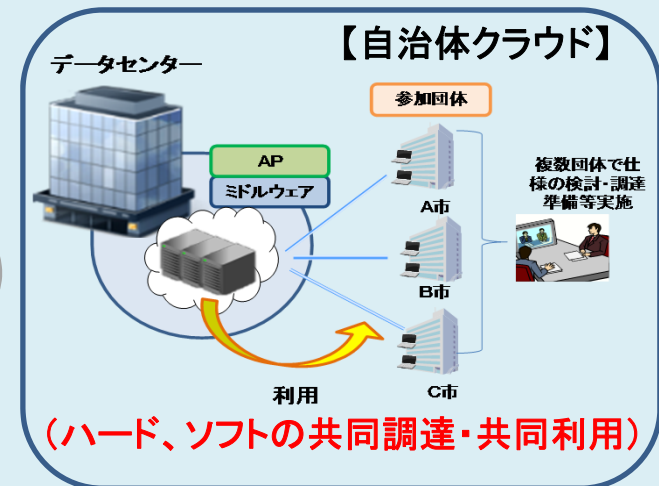 【自治体クラウド】
データセンター
参加団体
AP
ミドルウェア
複数団体で仕
様の検討・調達
準備等実施
A市
B市
C市
利用
（ハード、ソフトの共同調達・共同利用）